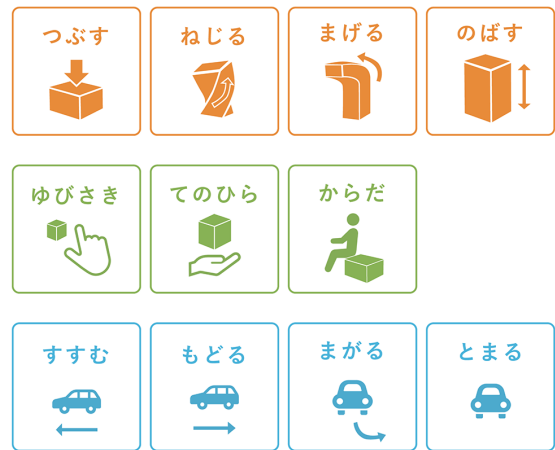 つぶす
ねじる
まげる
のばす
ゆびさき
てのひら
からだ
すすむ
もどる
まがる
とまる